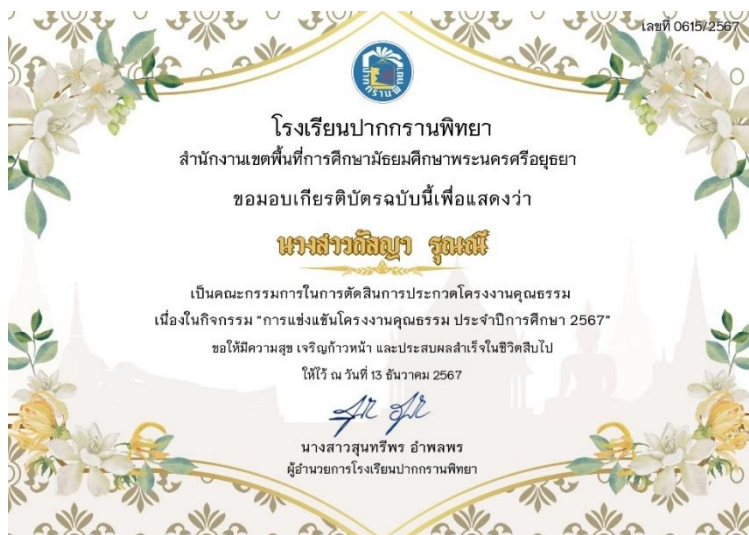 เลขที่ 0615/2567
ปากกรานพิทยา
โรงเรียนปากกรานพิทยา
สำนักงานเขตพื้นที่การศึกษามัธยมศึกษาพระนครศรีอยุธยา
ขอมอบเกียรติบัตรฉบับนี้เพื่อแสดงว่า
นางสาวกัลญา รุณณี
เป็นคณะกรรมการในการตัดสินการประกวดโครงงานคุณธรรม
เนื่องในกิจกรรม "การแข่งแขันโครงงานคุณธรรม ประจำปีการศึกษา 2567"
ขอให้มีความสุข เจริญก้าวหน้า และประสบผลสำเร็จในชีวิตสืบไป
ให้ไว้ ณ วันที่ 13 ธันวาคม 2567
นางสาวสุนทรีพร อำพลพร
ผู้อำนวยการโรงเรียนปากกรานพิทยา